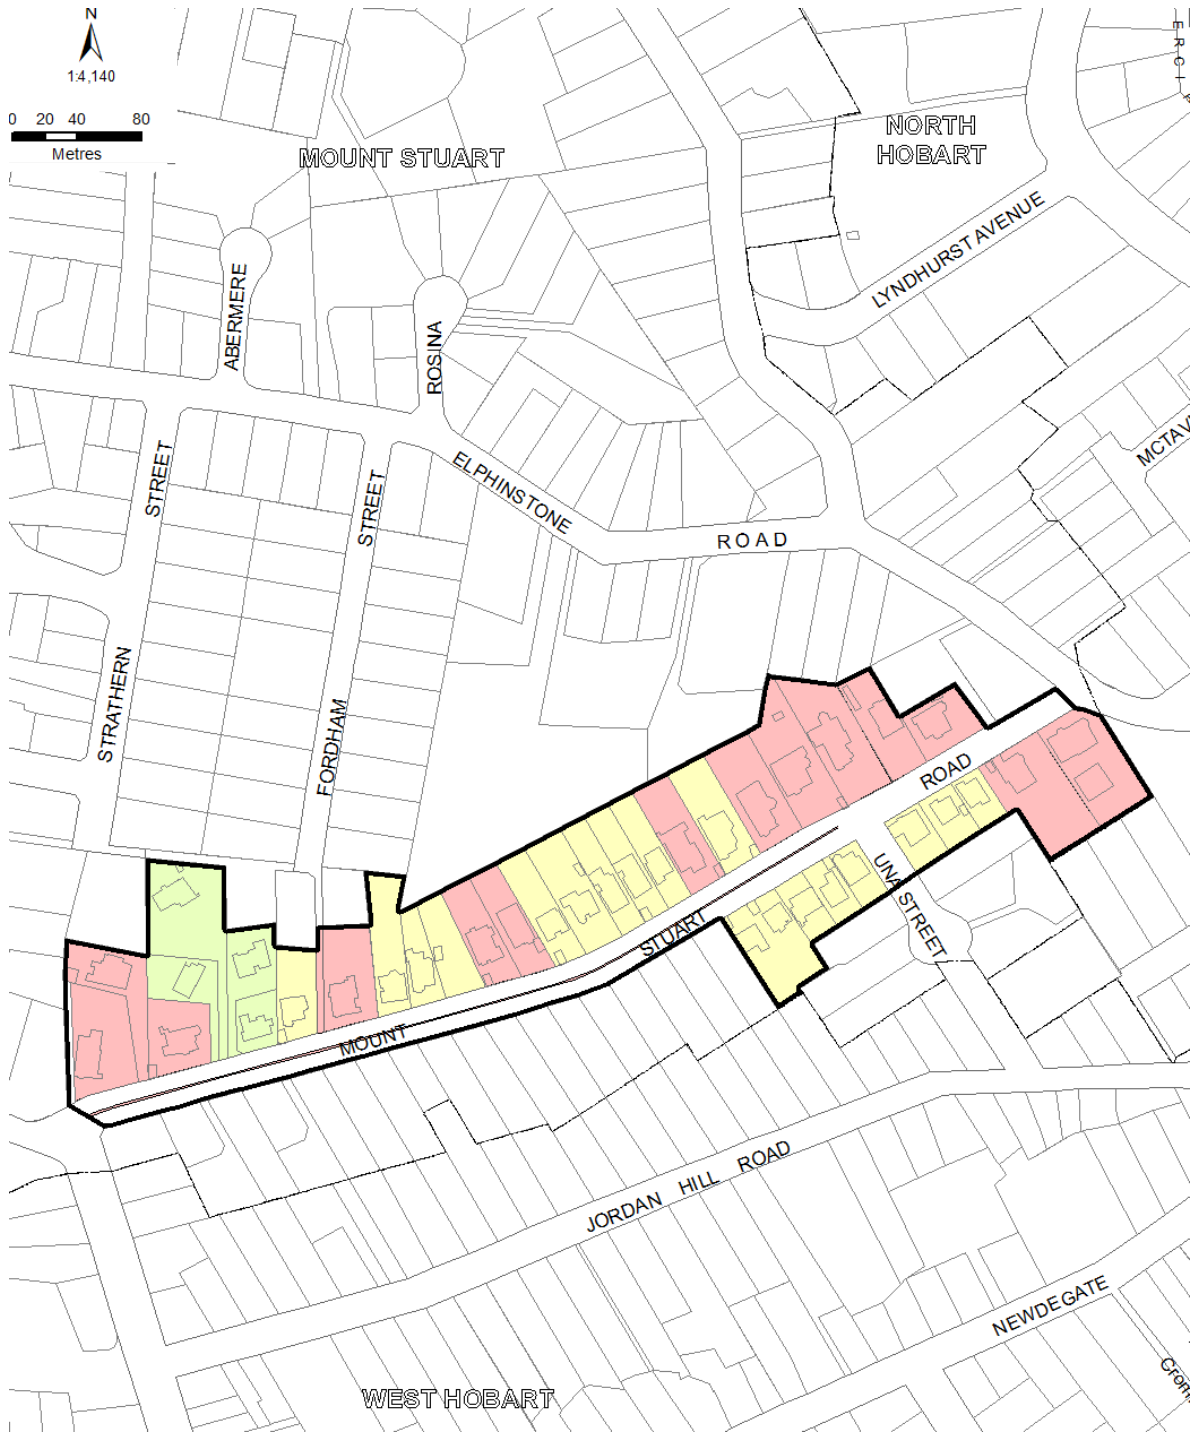 N
1:4,140
0 20 40 80
Metres
MOUNT STUART
NORTH
HOBART
LYNDHURST AVENUE
ABERMERE
ROSINA
STREET
STREET
ELPHINSTONE
ROAD
STRATHERN
FORDHAM
ROAD
UNA STREET
STUART
MOUNT
JORDAN HILL ROAD
NEWDEGATE
WEST HOBART